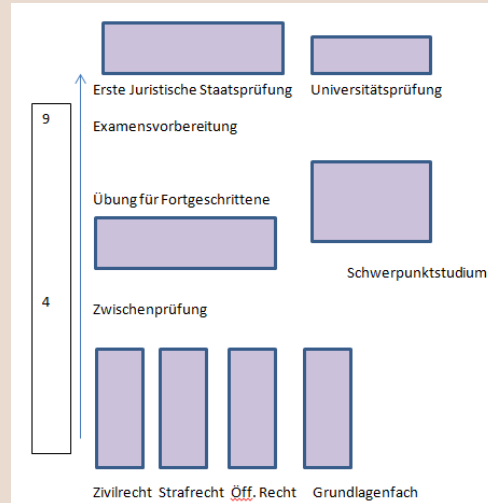 Erste Juristische Staatsprüfung Universitätsprüfung
9 Examensvorbereitung
Übung für Fortgeschrittene
Schwerpunktstudium
4 Zwischenprüfung
Zivilrecht Strafrecht Öff. Recht Grundlagenfach